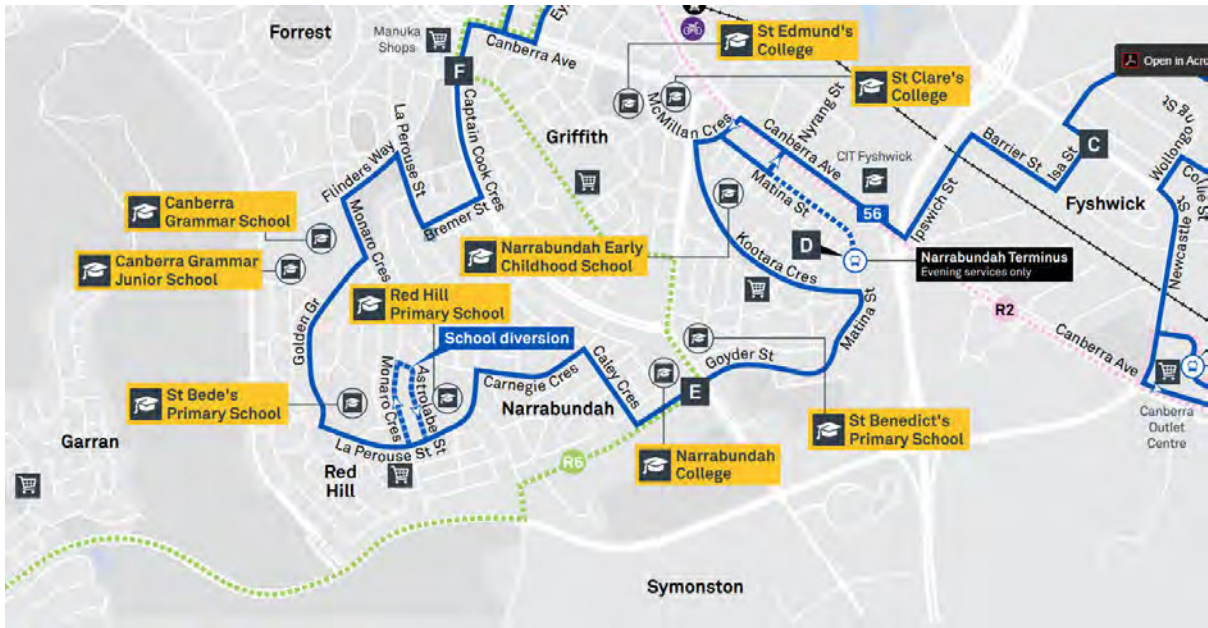 Forrest
Manuka
Shops
Ey
Canberra Ave
F
St Edmund's
College
St Clare's
College
Open in Acro
La Perouse St
Captain Cook Cres
Griffith
McMillan Cres
Canberra Ave
Nyrang St
CIT Fyshwick
Barrier St
Isa St
C
ng St
Wollongo
Collie St
Fyshwick
Flinders Way
Canberra
Grammar School
Monaro Cres
Bremer St
Matina St
56
Ipswich St
Newcastle St
Canberra Grammar
Junior School
Narrabundah Early
Childhood School
Kootara Cres
D
Narrabundah Terminus
Evening services only
Red Hill
Primary School
R2
Golden Gr
School diversion
Matina St
Canberra Ave
Goyder St
St Bede's
Primary School
Monaro Cres
Astrolabe St
Carnegie Cres
Caley Cres
Narrabundah
E
Canberra
Outlet
Centre
St Benedict's
Primary School
Garran
La Perouse St
Red
Hill
R6
Narrabundah
College
Symonston